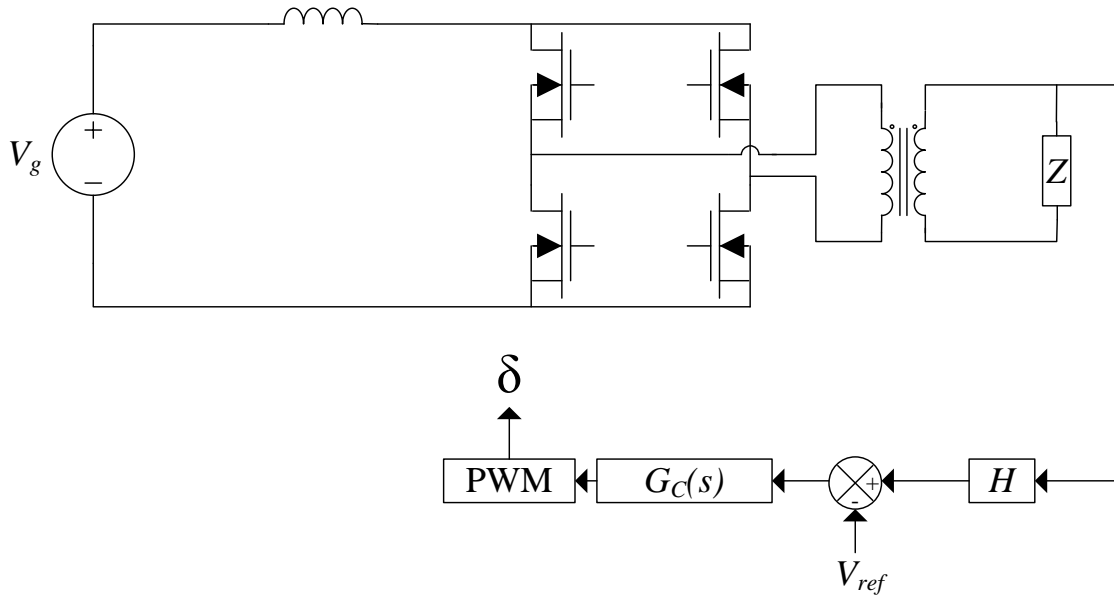 +
V_g
−
Z
δ
PWM
G_C(s)
+
-
H
V_ref